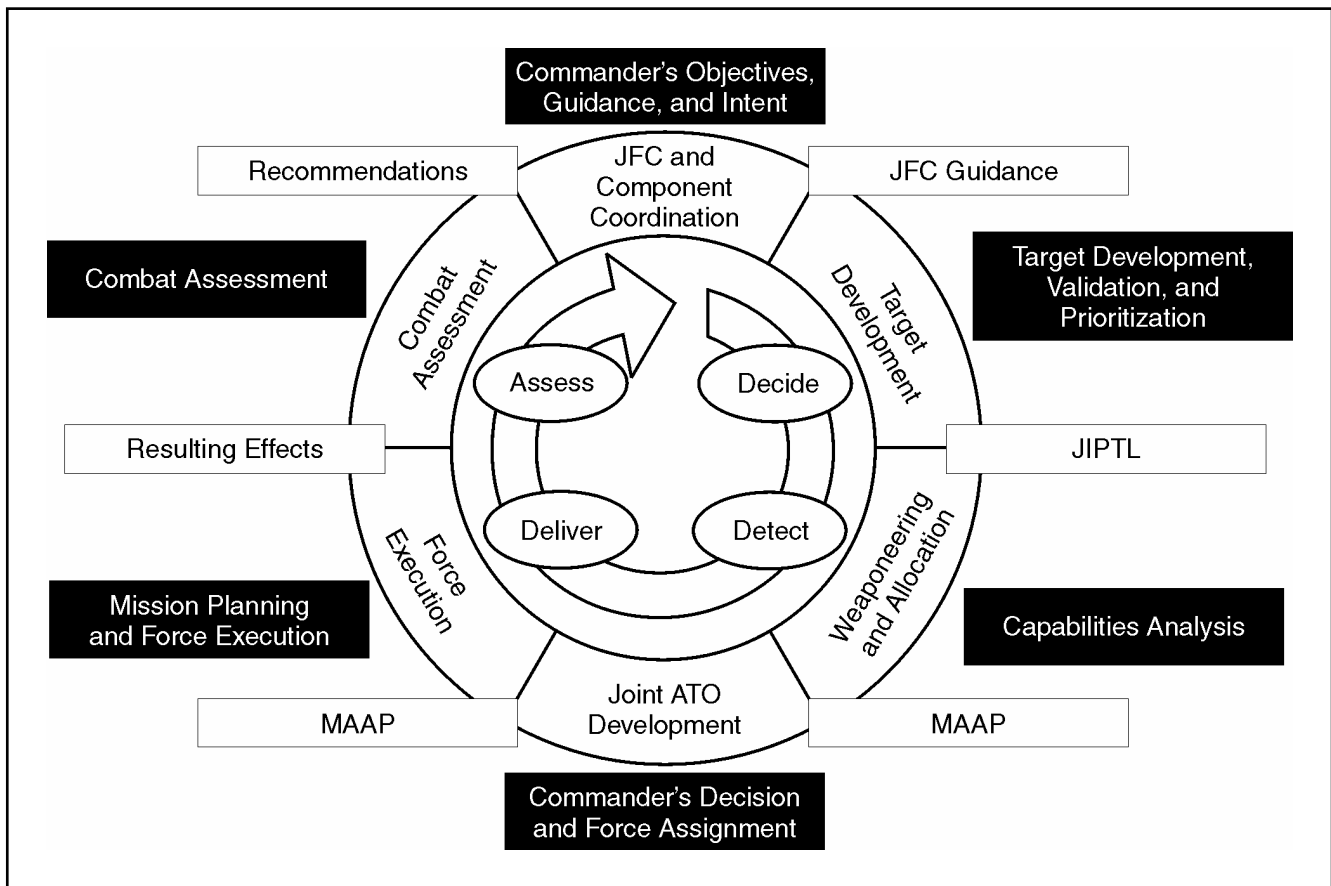 Commander’s Objectives,
Guidance, and Intent
Recommendations
JFC and
Component
Coordination
JFC Guidance
Combat Assessment
Combat
Assessment
Target
Development
Target Development,
Validation, and
Prioritization
Assess
Decide
Resulting Effects
JIPTL
Deliver
Detect
Force
Execution
Weaponeering
and Allocation
Mission Planning
and Force Execution
Capabilities Analysis
MAAP
Joint ATO
Development
MAAP
Commander’s Decision
and Force Assignment